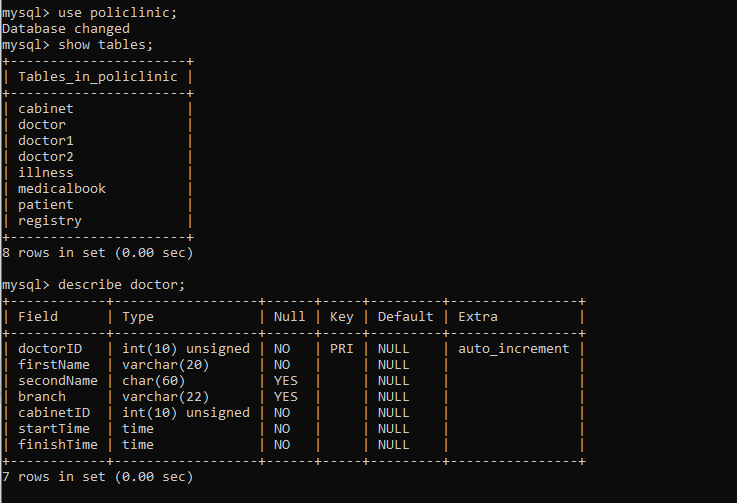 mysql> use policlinic;
Database changed
mysql> show tables;
+----------------------+
| Tables_in_policlinic |
+----------------------+
| cabinet              |
| doctor               |
| doctor1              |
| doctor2              |
| illness              |
| medicalbook          |
| patient              |
| registry             |
+----------------------+
8 rows in set (0.00 sec)

mysql> describe doctor;
+------------+------------------+------+-----+---------+----------------+
| Field      | Type             | Null | Key | Default | Extra          |
+------------+------------------+------+-----+---------+----------------+
| doctorID   | int(10) unsigned | NO   | PRI | NULL    | auto_increment |
| firstName  | varchar(20)      | NO   |     | NULL    |                |
| secondName | char(60)         | YES  |     | NULL    |                |
| branch     | varchar(22)      | YES  |     | NULL    |                |
| cabinetID  | int(10) unsigned | NO   |     | NULL    |                |
| startTime  | time             | NO   |     | NULL    |                |
| finishTime | time             | NO   |     | NULL    |                |
+------------+------------------+------+-----+---------+----------------+
7 rows in set (0.00 sec)